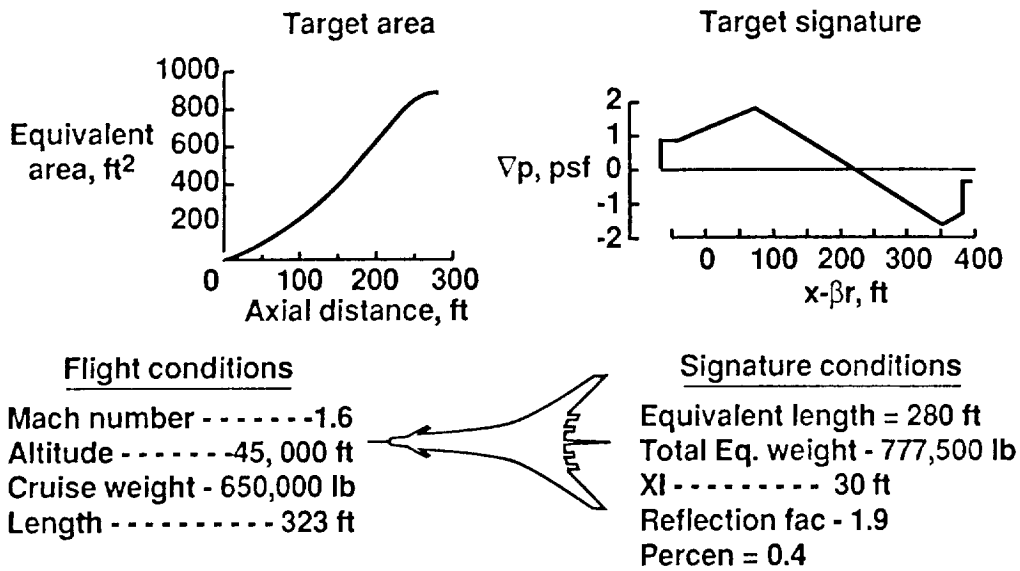 Target area
1000
800
600
400
200
Equivalent
area, ft2
0 100 200 300
Axial distance, ft
Target signature
2
1
0
-1
-2
∇p, psf
0 100 200 300 400
x-βr, ft
Flight conditions
Mach number - - - - - - -1.6
Altitude - - - - - - -45, 000 ft
Cruise weight - 650,000 lb
Length - - - - - - - - - - 323 ft
Signature conditions
Equivalent length = 280 ft
Total Eq. weight - 777,500 lb
Xl - - - - - - - - - 30 ft
Reflection fac - 1.9
Percen = 0.4